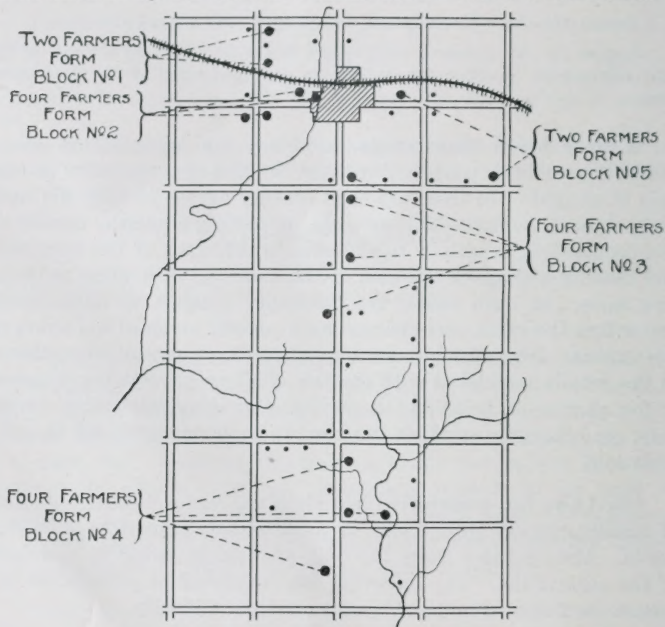 TWO FARMERS
FORM
BLOCK Nº1
FOUR FARMERS
FORM
BLOCK Nº2
TWO FARMERS
FORM
BLOCK Nº5
FOUR FARMERS
FORM
BLOCK Nº3
FOUR FARMERS
FORM
BLOCK Nº4